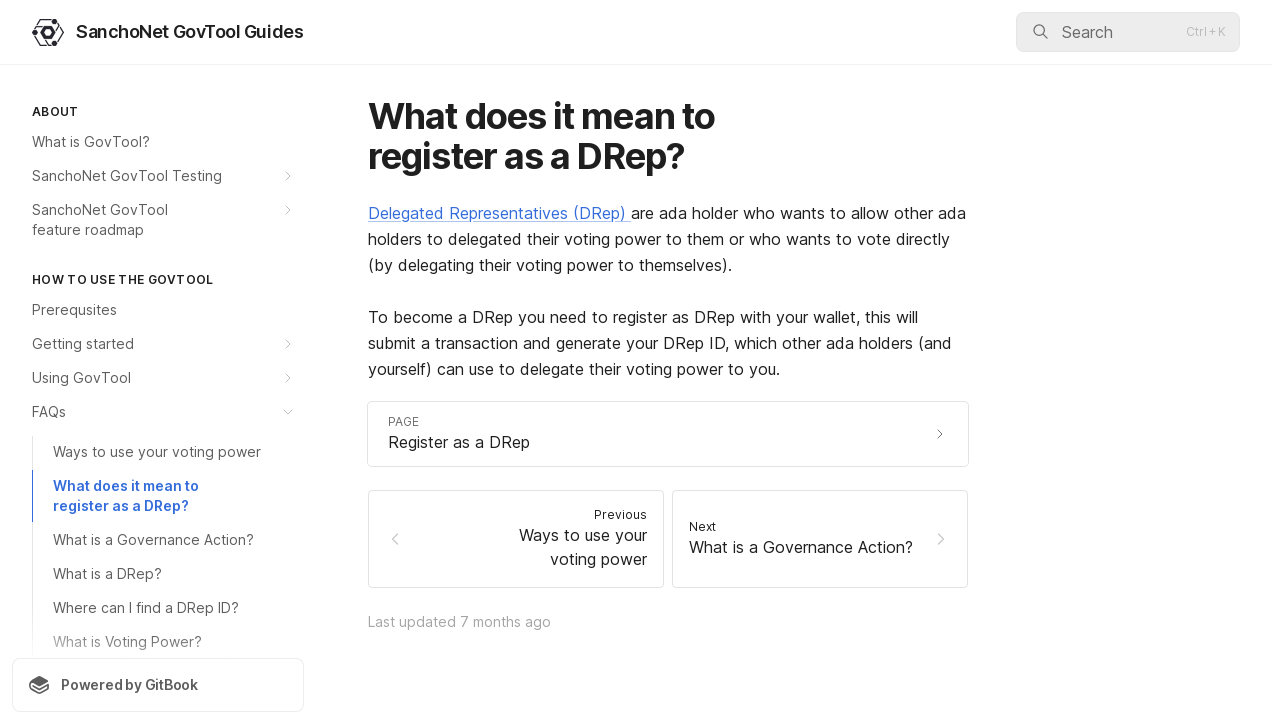 SanchoNet GovTool Guides
Search
Ctrl + K
ABOUT
What is GovTool?
SanchoNet GovTool Testing
SanchoNet GovTool
feature roadmap
HOW TO USE THE GOVTOOL
Prerequsites
Getting started
Using GovTool
FAQs
Ways to use your voting power
What does it mean to
register as a DRep?
What is a Governance Action?
What is a DRep?
Where can I find a DRep ID?
What is Voting Power?
Powered by GitBook
What does it mean to
register as a DRep?
Delegated Representatives (DRep) are ada holder who wants to allow other ada
holders to delegated their voting power to them or who wants to vote directly
(by delegating their voting power to themselves).
To become a DRep you need to register as DRep with your wallet, this will
submit a transaction and generate your DRep ID, which other ada holders (and
yourself) can use to delegate their voting power to you.
PAGE
Register as a DRep
Previous
Ways to use your
voting power
Next
What is a Governance Action?
Last updated 7 months ago